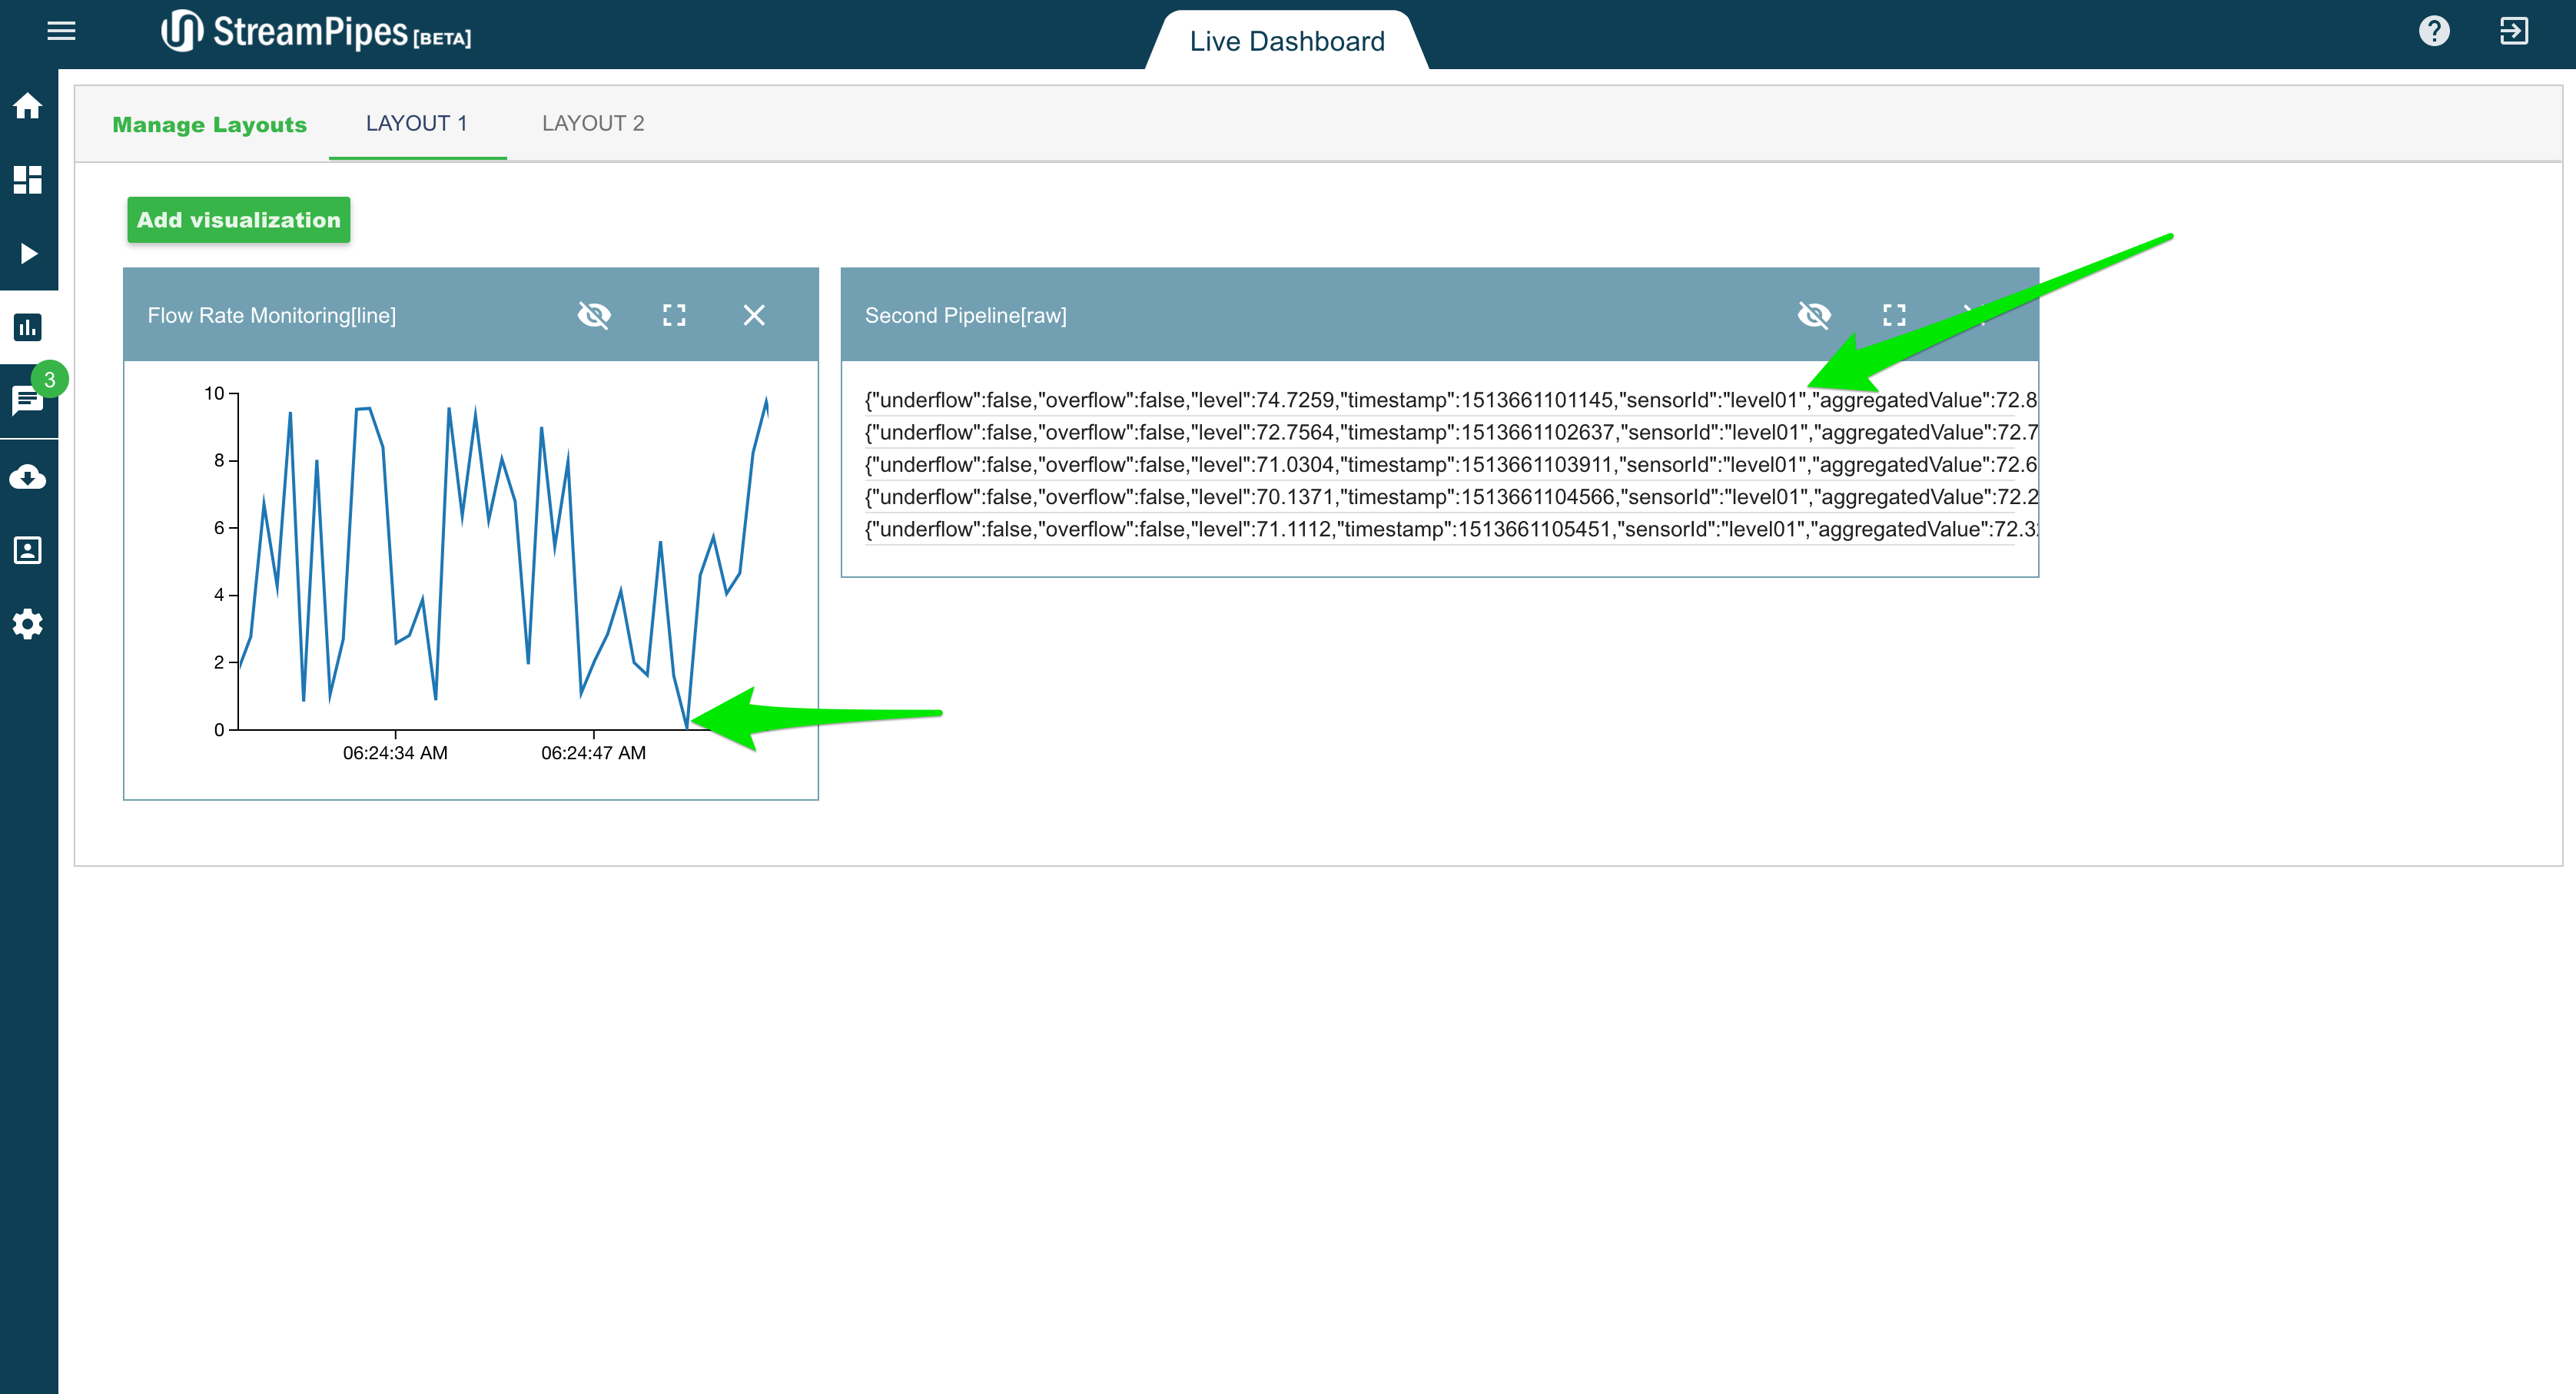 StreamPipes [BETA]
Live Dashboard
Manage Layouts
LAYOUT 1
LAYOUT 2
Add visualization
3
Flow Rate Monitoring[line]
10
8
6
4
2
0
06:24:34 AM
06:24:47 AM
Second Pipeline[raw]
{"underflow":false,"overflow":false,"level":74.7259,"timestamp":1513661101145,"sensorId":"level01","aggregatedValue":72.8
{"underflow":false,"overflow":false,"level":72.7564,"timestamp":1513661102637,"sensorId":"level01","aggregatedValue":72.7
{"underflow":false,"overflow":false,"level":71.0304,"timestamp":1513661103911,"sensorId":"level01","aggregatedValue":72.6
{"underflow":false,"overflow":false,"level":70.1371,"timestamp":1513661104566,"sensorId":"level01","aggregatedValue":72.2
{"underflow":false,"overflow":false,"level":71.1112,"timestamp":1513661105451,"sensorId":"level01","aggregatedValue":72.3